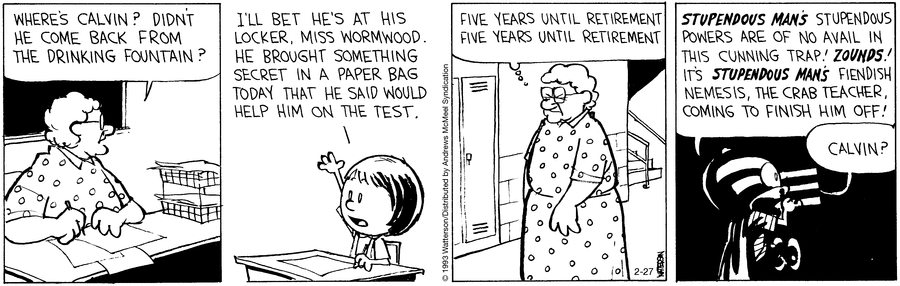 WHERE'S CALVIN? DIDN'T
HE COME BACK FROM
THE DRINKING FOUNTAIN?
I'LL BET HE'S AT HIS
LOCKER, MISS WORMWOOD.
HE BROUGHT SOMETHING
SECRET IN A PAPER BAG
TODAY THAT HE SAID WOULD
HELP HIM ON THE TEST.
© 1993 Watterson/Distributed by Andrews McMeel Syndication
FIVE YEARS UNTIL RETIREMENT
FIVE YEARS UNTIL RETIREMENT
2-27
WATTERSON
STUPENDOUS MAN'S STUPENDOUS
POWERS ARE OF NO AVAIL IN
THIS CUNNING TRAP! ZOUNDS!
IT'S STUPENDOUS MAN'S FIENDISH
NEMESIS, THE CRAB TEACHER,
COMING TO FINISH HIM OFF!
CALVIN?